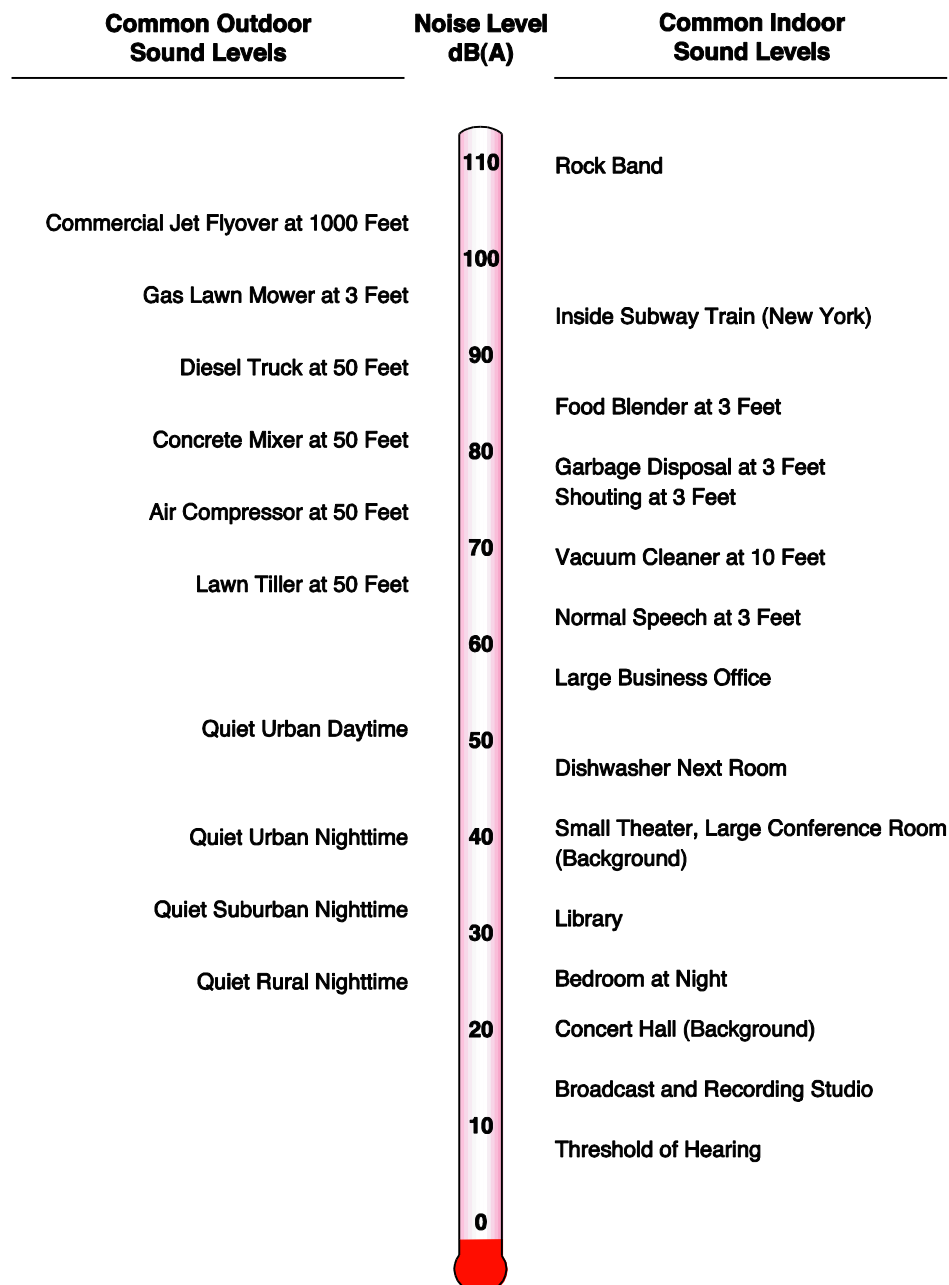 Common Outdoor
Sound Levels
Noise Level
dB(A)
Common Indoor
Sound Levels
110
Rock Band
Commercial Jet Flyover at 1000 Feet
100
Gas Lawn Mower at 3 Feet
Inside Subway Train (New York)
90
Diesel Truck at 50 Feet
Food Blender at 3 Feet
Concrete Mixer at 50 Feet
80
Garbage Disposal at 3 Feet
Shouting at 3 Feet
Air Compressor at 50 Feet
70
Vacuum Cleaner at 10 Feet
Lawn Tiller at 50 Feet
Normal Speech at 3 Feet
60
Large Business Office
Quiet Urban Daytime
50
Dishwasher Next Room
Quiet Urban Nighttime
40
Small Theater, Large Conference Room
(Background)
Quiet Suburban Nighttime
Library
30
Quiet Rural Nighttime
Bedroom at Night
20
Concert Hall (Background)
Broadcast and Recording Studio
10
Threshold of Hearing
0